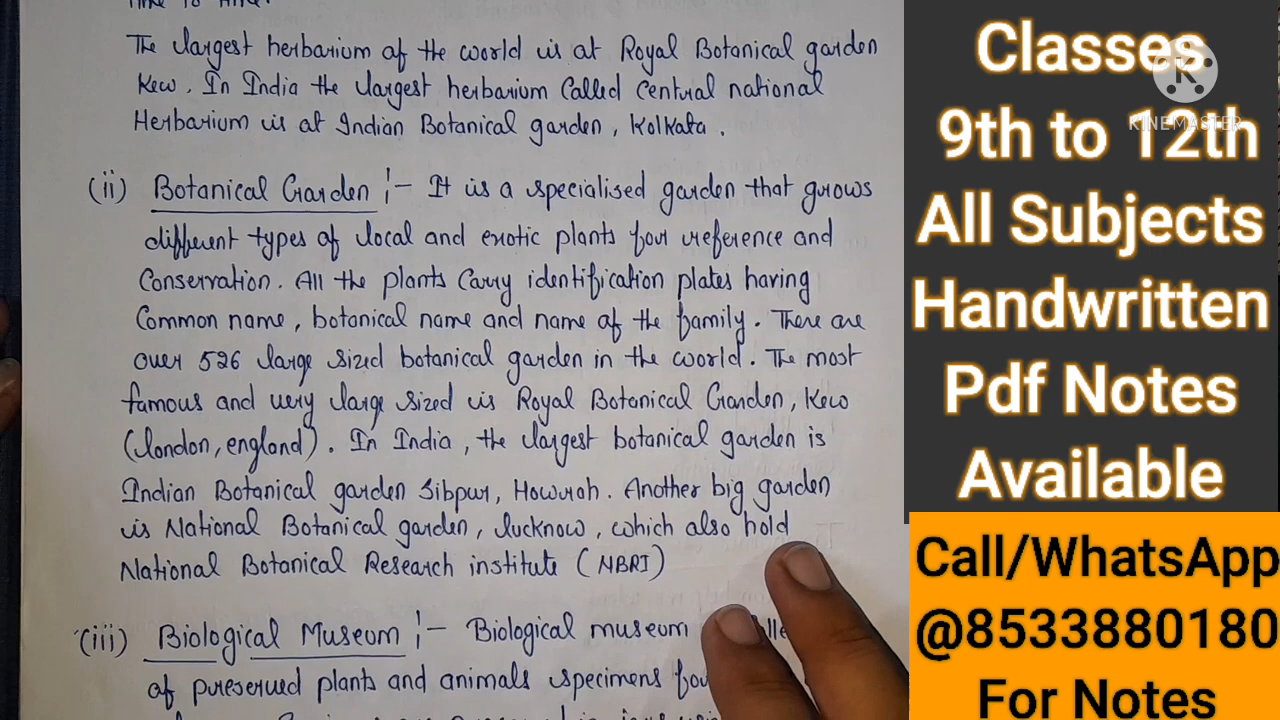 The largest herbarium of the world is at Royal Botanical garden
Kew. In India the largest herbarium Called Central national
Herbarium is at Indian Botanical garden, Kolkata.
(ii) Botanical Garden :- It is a specialised garden that grows
different types of local and exotic plants for reference and
Conservation. All the plants Carry identification plates having
Common name, botanical name and name of the family. There are
over 526 large sized botanical garden in the world. The most
famous and very large sized is Royal Botanical Garden, Kew
(London, england). In India, the largest botanical garden is
Indian Botanical garden Sibpur, Howrah. Another big garden
is National Botanical garden, lucknow, which also hold
National Botanical Research institute (NBRI)
(iii) Biological Museum :- Biological museum
of preserved plants and animals specimens
Classes
9th to 12th
All Subjects
Handwritten
Pdf Notes
Available
K
KINEMASTER
Call/WhatsApp
@8533880180
For Notes